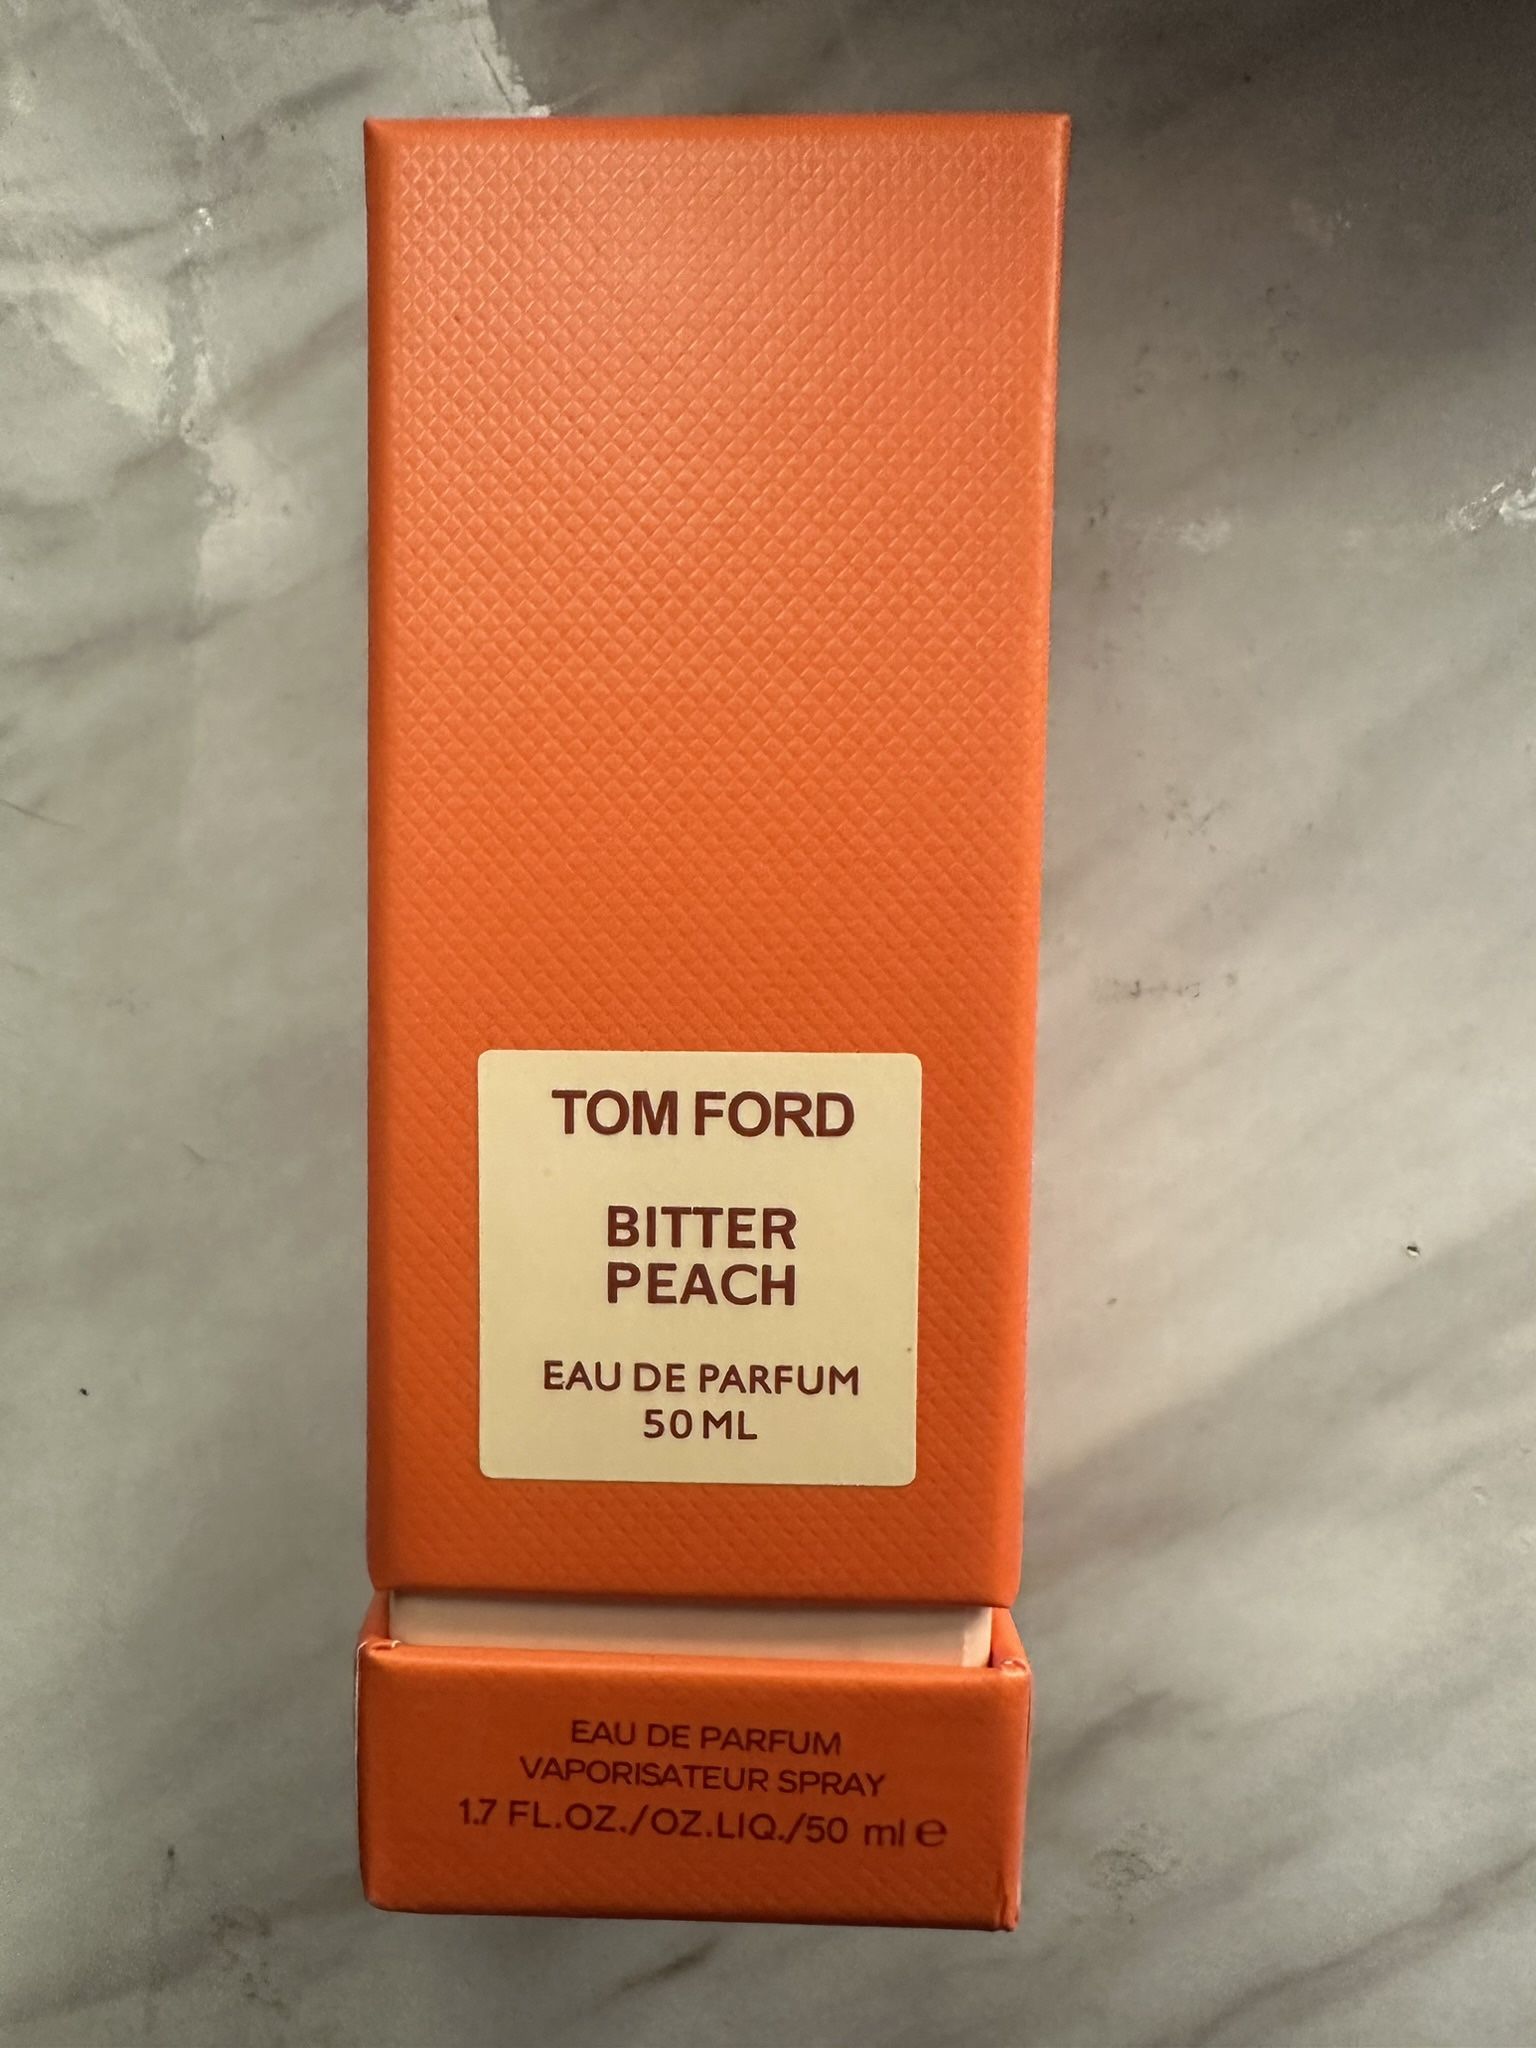 TOM FORD
BITTER
PEACH
EAU DE PARFUM
50 ML
EAU DE PARFUM
VAPORISATEUR SPRAY
1.7 FL.OZ./OZ.LIQ./50 ml ℮